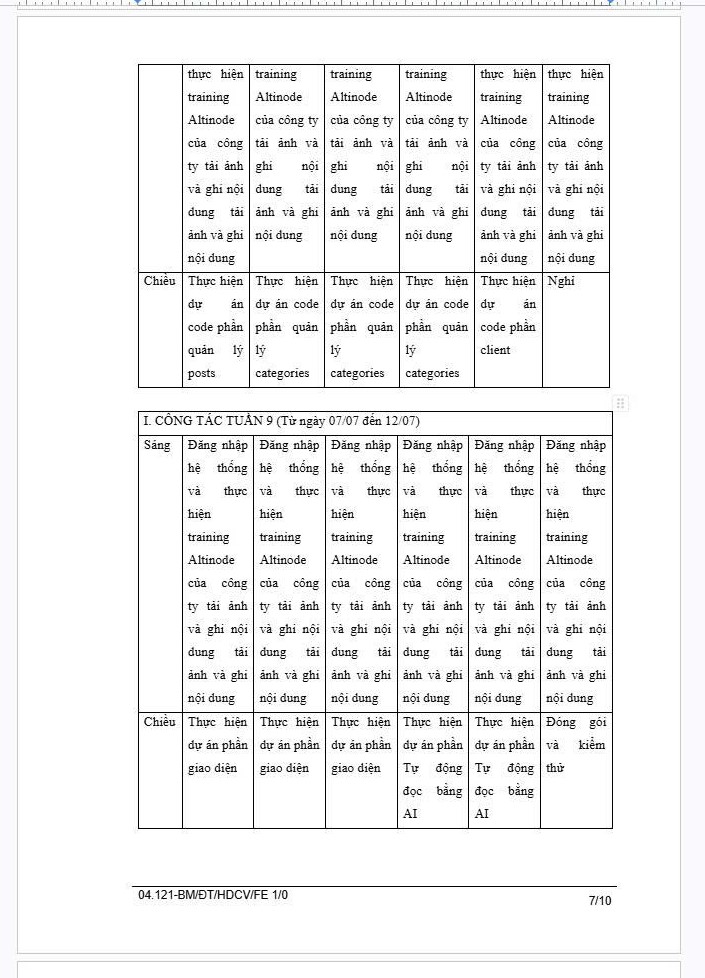 thực hiện training training training thực hiện thực hiện
training Altinode Altinode Altinode training training
Altinode của công ty của công ty của công ty Altinode Altinode
của công tải ảnh và tải ảnh và tải ảnh và của công của công
ty tải ảnh ghi nội ghi nội ghi nội ty tải ảnh ty tải ảnh
và ghi nội dung tải dung tải dung tải và ghi nội và ghi nội
dung tải ảnh và ghi ảnh và ghi ảnh và ghi dung tải dung tải
ảnh và ghi nội dung nội dung nội dung ảnh và ghi ảnh và ghi
nội dung nội dung nội dung
Chiều Thực hiện Thực hiện Thực hiện Thực hiện Thực hiện Nghỉ
dự án dự án code dự án code dự án code dự án
code phần phần quản phần quản phần quản code phần
quản lý lý lý lý client
posts categories categories categories
I. CÔNG TÁC TUẦN 9 (Từ ngày 07/07 đến 12/07)
Sáng Đăng nhập Đăng nhập Đăng nhập Đăng nhập Đăng nhập Đăng nhập
hệ thống hệ thống hệ thống hệ thống hệ thống hệ thống
và thực và thực và thực và thực và thực và thực
hiện hiện hiện hiện hiện hiện
training training training training training training
Altinode Altinode Altinode Altinode Altinode Altinode
của công của công của công của công của công của công
ty tải ảnh ty tải ảnh ty tải ảnh ty tải ảnh ty tải ảnh ty tải ảnh
và ghi nội và ghi nội và ghi nội và ghi nội và ghi nội và ghi nội
dung tải dung tải dung tải dung tải dung tải dung tải
ảnh và ghi ảnh và ghi ảnh và ghi ảnh và ghi ảnh và ghi ảnh và ghi
nội dung nội dung nội dung nội dung nội dung nội dung
Chiều Thực hiện Thực hiện Thực hiện Thực hiện Thực hiện Đóng gói
dự án phần dự án phần dự án phần dự án phần dự án phần và kiểm
giao diện giao diện giao diện Tự động Tự động thử
đọc bằng đọc bằng
AI AI
04.121-BM/ĐT/HDCV/FE 1/0
7/10